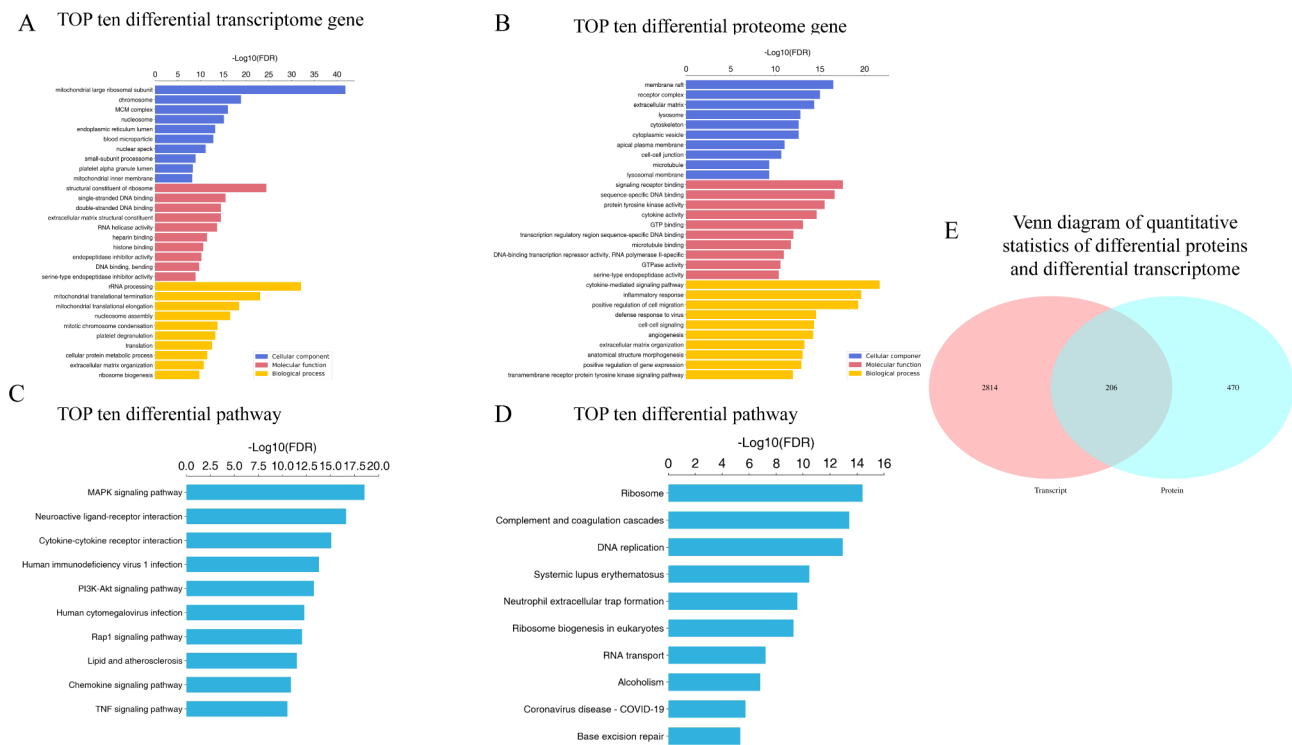 A
TOP ten differential transcriptome gene
-Log10(FDR)
0 5 10 15 20 25 30 35 40
mitochondrial large ribosomal subunit
chromosome
MCM complex
nucleosome
endoplasmic reticulum lumen
blood microparticle
nuclear speck
small-subunit processome
platelet alpha granule lumen
mitochondrial inner membrane
structural constituent of ribosome
single-stranded DNA binding
double-stranded DNA binding
extracellular matrix structural constituent
RNA helicase activity
heparin binding
histone binding
endopeptidase inhibitor activity
DNA binding, bending
serine-type endopeptidase inhibitor activity
rRNA processing
mitochondrial translational termination
mitochondrial translational elongation
nucleosome assembly
mitotic chromosome condensation
platelet degranulation
translation
cellular protein metabolic process
extracellular matrix organization
ribosome biogenesis
Cellular component
Molecular function
Biological process
B
TOP ten differential proteome gene
-Log10(FDR)
0 5 10 15 20
membrane raft
receptor complex
extracellular matrix
lysosome
cytoskeleton
cytoplasmic vesicle
apical plasma membrane
cell-cell junction
microtubule
lysosomal membrane
signaling receptor binding
sequence-specific DNA binding
protein tyrosine kinase activity
cytokine activity
GTP binding
transcription regulatory region sequence-specific DNA binding
microtubule binding
DNA-binding transcription repressor activity, RNA polymerase II-specific
GTPase activity
serine-type endopeptidase activity
cytokine-mediated signaling pathway
inflammatory response
positive regulation of cell migration
defense response to virus
cell-cell signaling
angiogenesis
extracellular matrix organization
anatomical structure morphogenesis
positive regulation of gene expression
transmembrane receptor protein tyrosine kinase signaling pathway
Cellular componer
Molecular function
Biological process
C
TOP ten differential pathway
-Log10(FDR)
0.0 2.5 5.0 7.5 10.0 12.5 15.0 17.5 20.0
MAPK signaling pathway
Neuroactive ligand-receptor interaction
Cytokine-cytokine receptor interaction
Human immunodeficiency virus 1 infection
PI3K-Akt signaling pathway
Human cytomegalovirus infection
Rap1 signaling pathway
Lipid and atherosclerosis
Chemokine signaling pathway
TNF signaling pathway
D
TOP ten differential pathway
-Log10(FDR)
0 2 4 6 8 10 12 14 16
Ribosome
Complement and coagulation cascades
DNA replication
Systemic lupus erythematosus
Neutrophil extracellular trap formation
Ribosome biogenesis in eukaryotes
RNA transport
Alcoholism
Coronavirus disease - COVID-19
Base excision repair
E
Venn diagram of quantitative
statistics of differential proteins
and differential transcriptome
2814 206 470
Transcript Protein